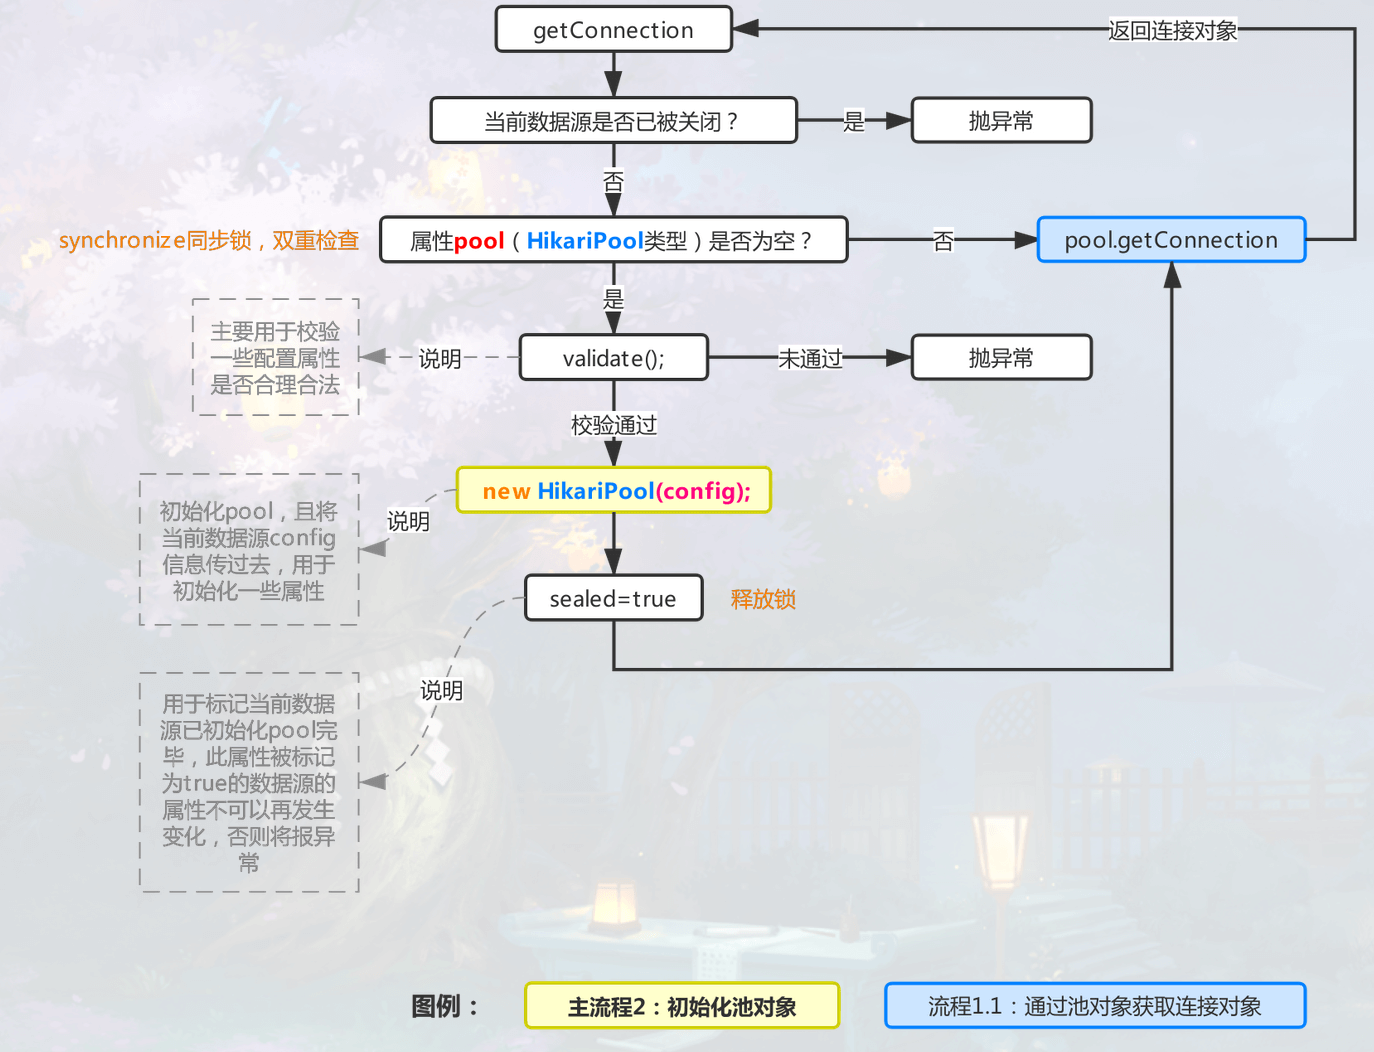 getConnection
返回连接对象
当前数据源是否已被关闭？
是
抛异常
否
synchronize同步锁，双重检查
属性pool（HikariPool类型）是否为空？
否
pool.getConnection
是
主要用于校验
一些配置属性
是否合理合法
说明
validate();
未通过
抛异常
校验通过
new HikariPool(config);
初始化pool，且将
当前数据源config
信息传过去，用于
初始化一些属性
说明
sealed=true
释放锁
说明
用于标记当前数据
源已初始化pool完
毕，此属性被标记
为true的数据源的
属性不可以再发生
变化，否则将报异
常
图例：
主流程2：初始化池对象
流程1.1：通过池对象获取连接对象